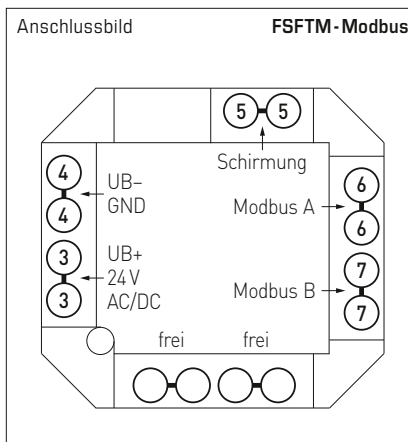 Anschlussbild FSFTM-Modbus
5 5
Schirmung
4
4
UB–
GND
3
3
UB+
24V
AC/DC
Modbus A
6
6
Modbus B
7
7
frei frei